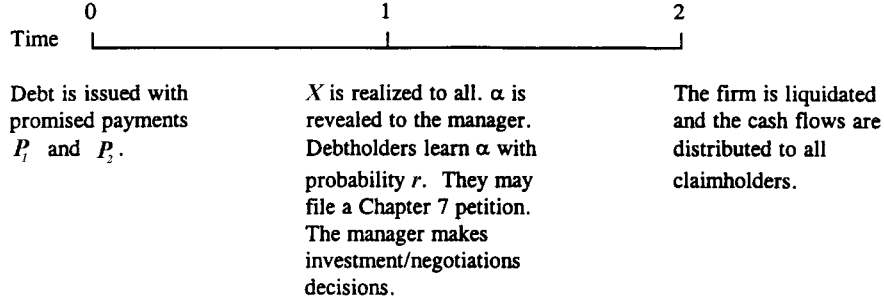 0 1 2
Time
Debt is issued with
promised payments
P₁ and P₂.
X is realized to all. α is
revealed to the manager.
Debtholders learn α with
probability r. They may
file a Chapter 7 petition.
The manager makes
investment/negotiations
decisions.
The firm is liquidated
and the cash flows are
distributed to all
claimholders.